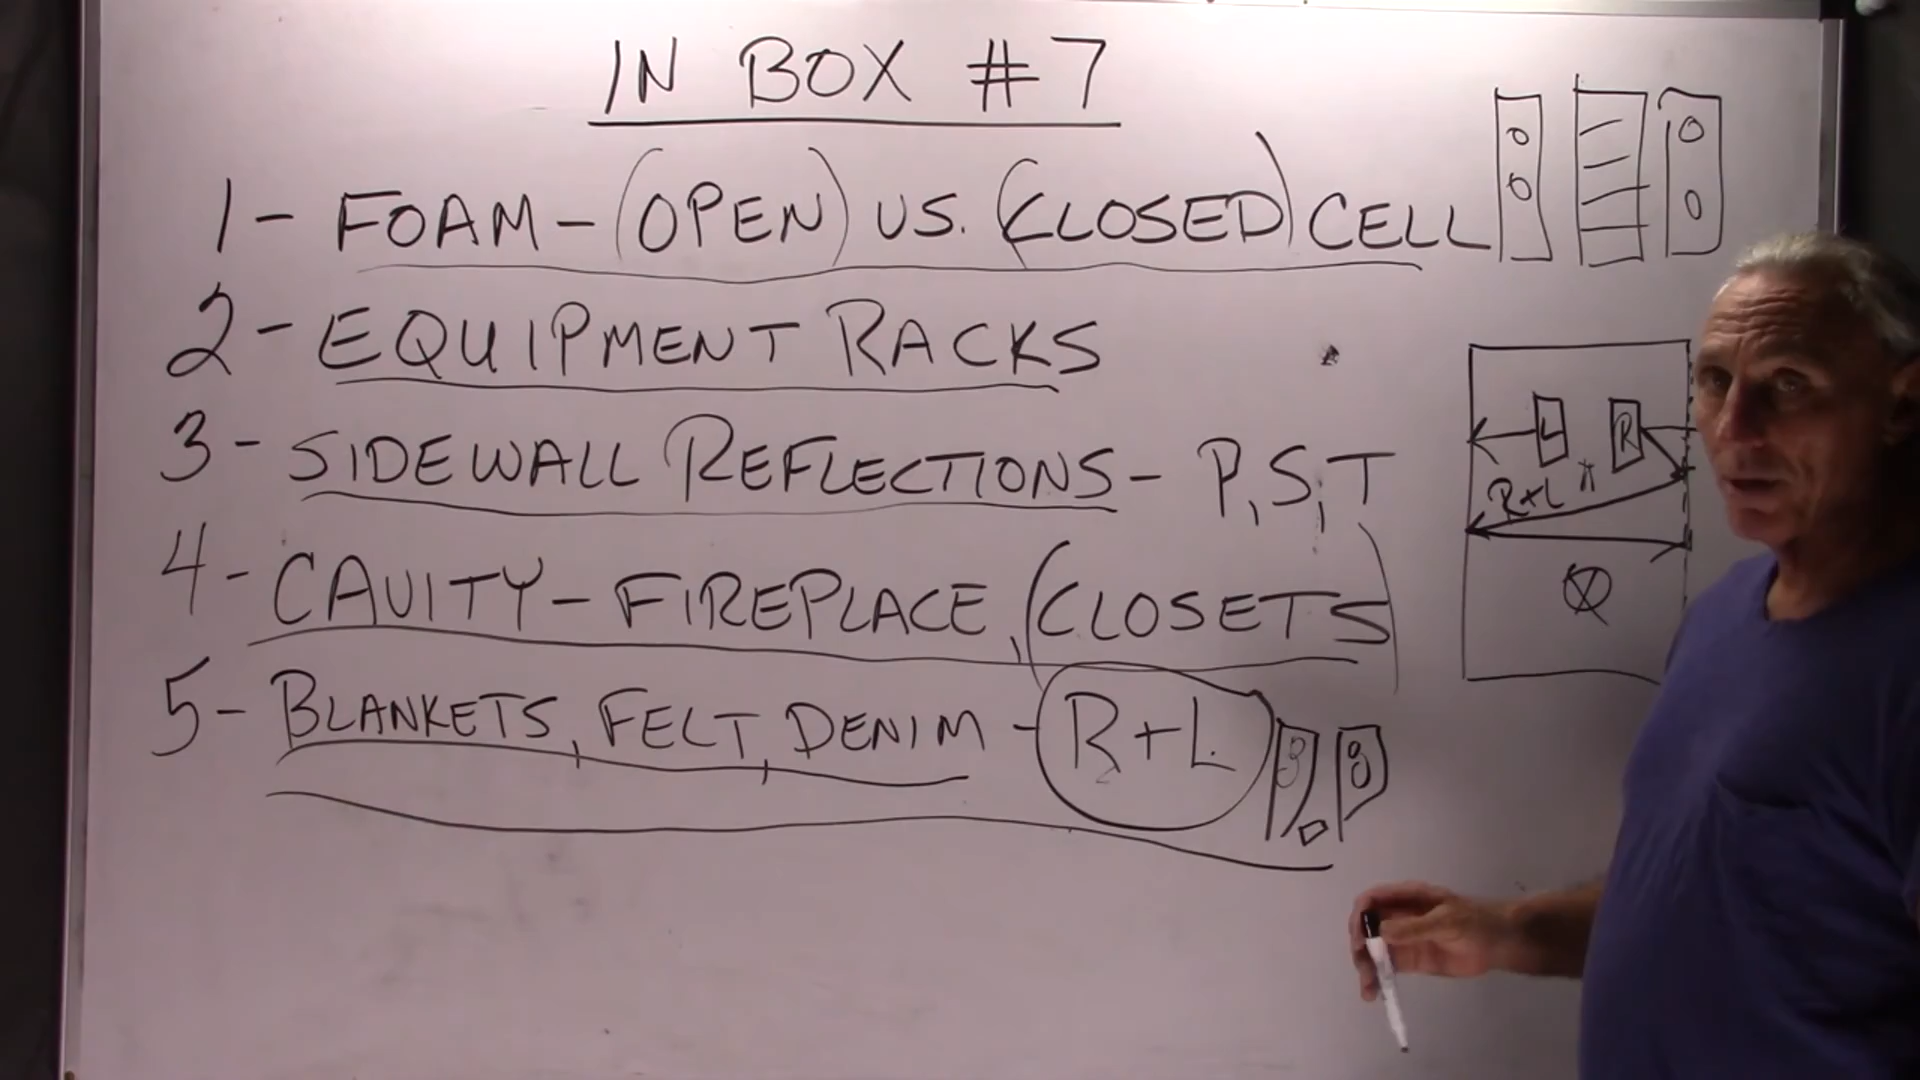 IN BOX #7
1- FOAM-(OPEN) VS. (CLOSED) CELL
2- EQUIPMENT RACKS
3- SIDEWALL REFLECTIONS- P,S,T
4- CAVITY-FIREPLACE,(CLOSETS)
5- BLANKETS, FELT, DENIM - R+L
L R
R+L